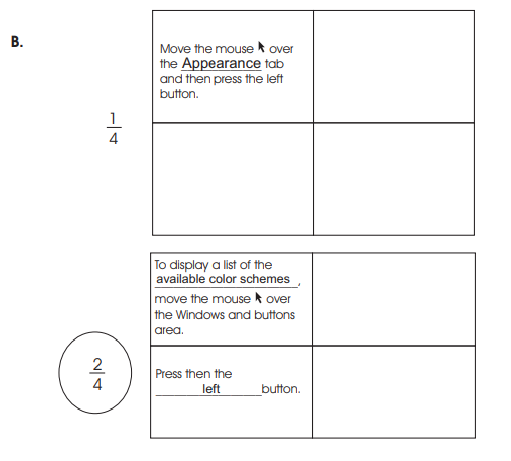 B.
Move the mouse over
the Appearance tab
and then press the left
button.
1
4
To display a list of the
available color schemes ,
move the mouse over
the Windows and buttons
area.
2
4
Press then the
left button.